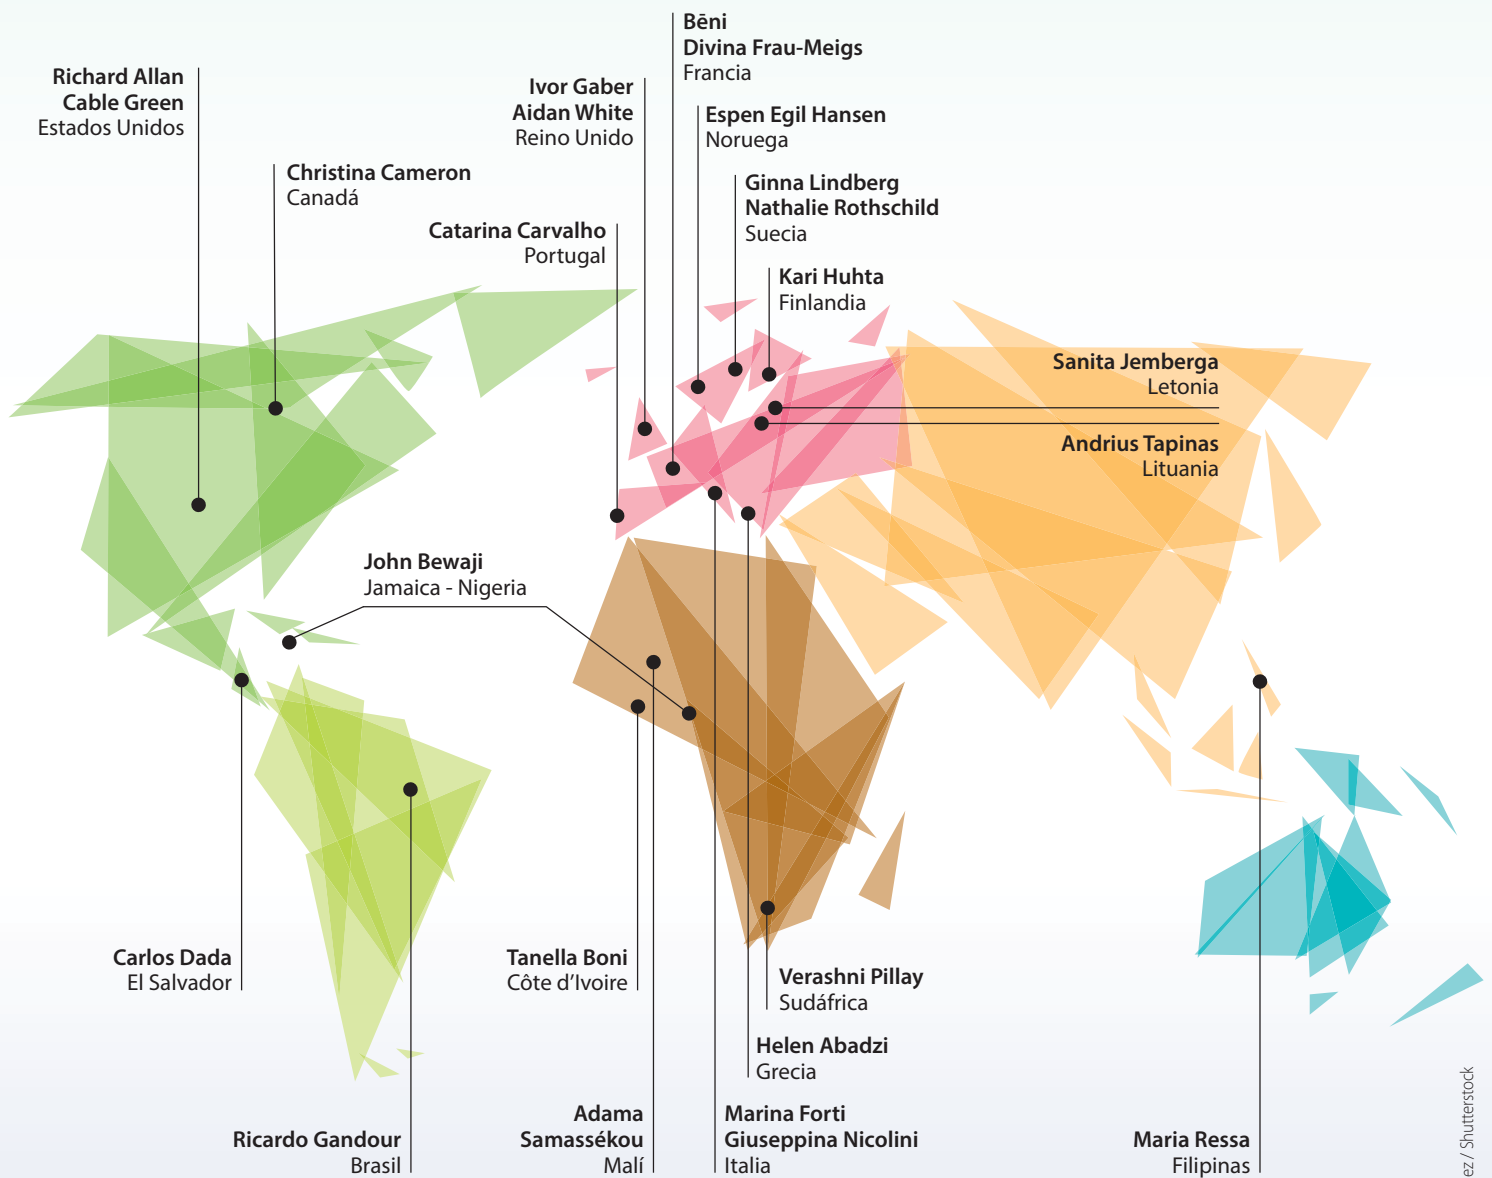 Bēni
Divina Frau-Meigs
Francia
Richard Allan
Cable Green
Estados Unidos
Ivor Gaber
Aidan White
Reino Unido
Espen Egil Hansen
Noruega
Christina Cameron
Canadá
Ginna Lindberg
Nathalie Rothschild
Suecia
Catarina Carvalho
Portugal
Kari Huhta
Finlandia
Sanita Jemberga
Letonia
Andrius Tapinas
Lituania
John Bewaji
Jamaica - Nigeria
Carlos Dada
El Salvador
Tanella Boni
Côte d’Ivoire
Verashni Pillay
Sudáfrica
Helen Abadzi
Grecia
Ricardo Gandour
Brasil
Adama
Samassékou
Malí
Marina Forti
Giuseppina Nicolini
Italia
Maria Ressa
Filipinas
/ Shutterstock